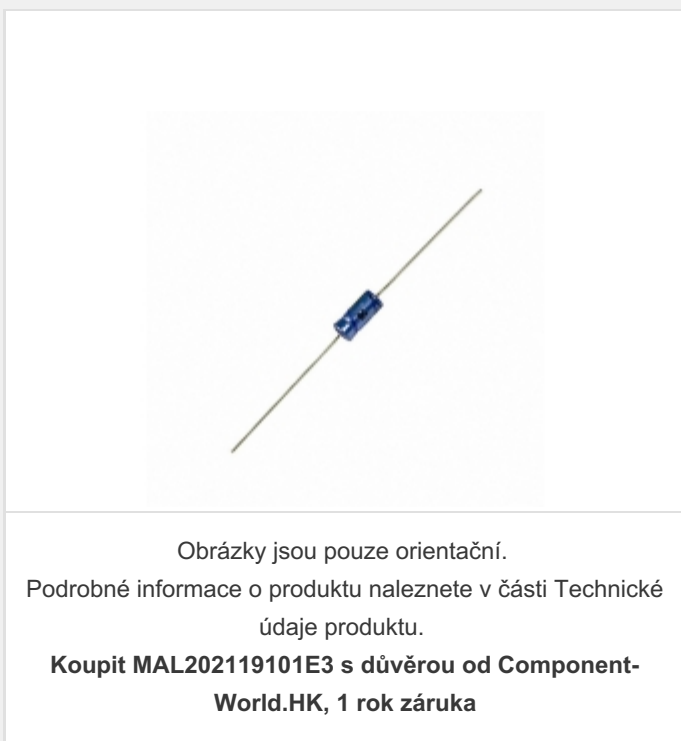 Obrázky jsou pouze orientační.
Podrobné informace o produktu naleznete v části Technické
údaje produktu.
Koupit MAL202119101E3 s důvěrou od Component-
World.HK, 1 rok záruka